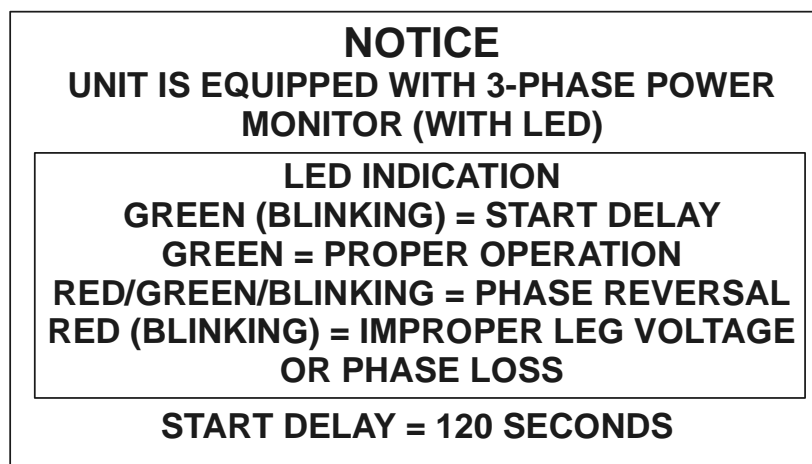 NOTICE
UNIT IS EQUIPPED WITH 3-PHASE POWER
MONITOR (WITH LED)
LED INDICATION
GREEN (BLINKING) = START DELAY
GREEN = PROPER OPERATION
RED/GREEN/BLINKING = PHASE REVERSAL
RED (BLINKING) = IMPROPER LEG VOLTAGE
OR PHASE LOSS
START DELAY = 120 SECONDS